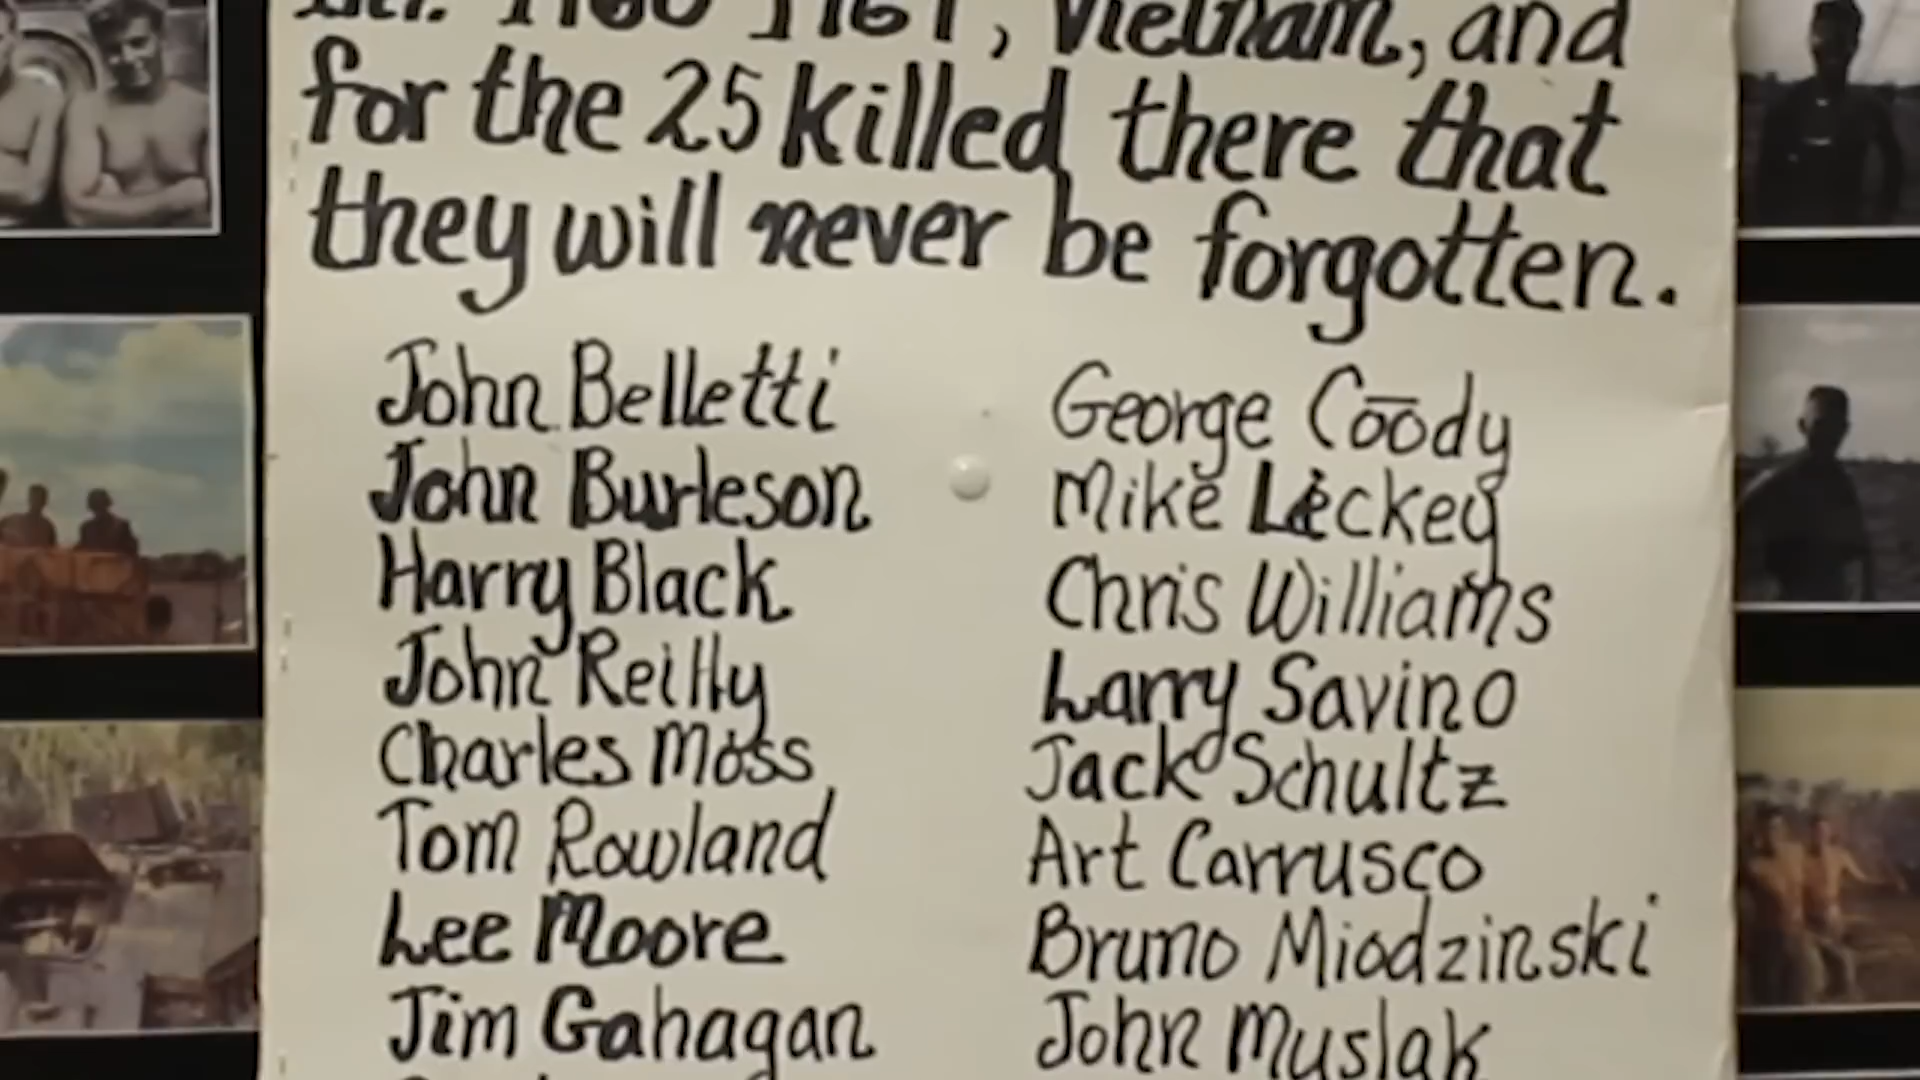 Vietnam, and
for the 25 killed there that
they will never be forgotten.
John Belletti
John Burleson
Harry Black
John Reilly
Charles Moss
Tom Rowland
Lee Moore
Jim Gahagan
George Coody
Mike Lickey
Chris Williams
Larry Savino
Jack Schultz
Art Carrusco
Bruno Miodzinski
John Muslak